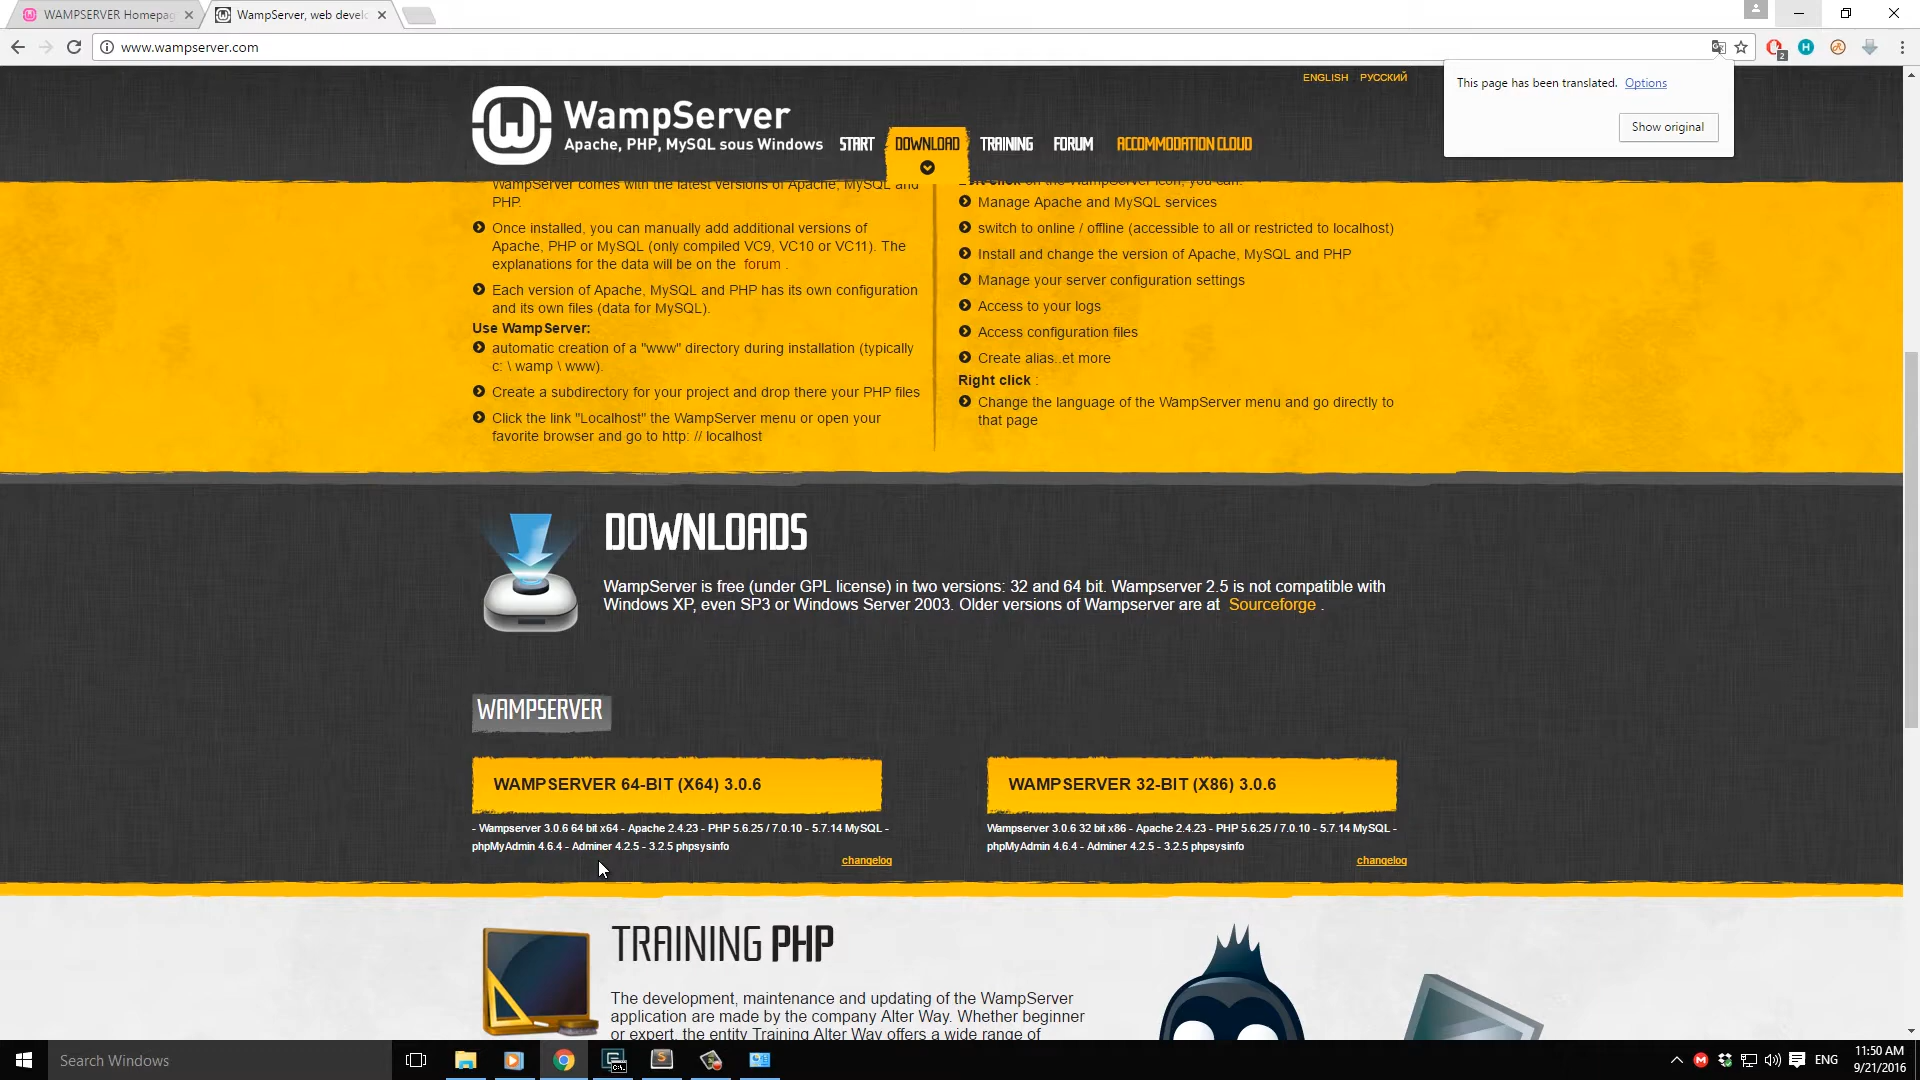 WAMPSERVER Homepag
WampServer, web develo
www.wampserver.com
2
This page has been translated. Options
Show original
ENGLISH РУССКИЙ
WampServer
Apache, PHP, MySQL sous Windows
START DOWNLOAD TRAINING FORUM ACCOMMODATION CLOUD
WampServer comes with the latest versions of Apache, MySQL and
PHP.
Once installed, you can manually add additional versions of
Apache, PHP or MySQL (only compiled VC9, VC10 or VC11). The
explanations for the data will be on the forum .
Each version of Apache, MySQL and PHP has its own configuration
and its own files (data for MySQL).
Use WampServer:
automatic creation of a "www" directory during installation (typically
c: \ wamp \ www).
Create a subdirectory for your project and drop there your PHP files
Click the link "Localhost" the WampServer menu or open your
favorite browser and go to http: // localhost
Left click on the WampServer icon, you can:
Manage Apache and MySQL services
switch to online / offline (accessible to all or restricted to localhost)
Install and change the version of Apache, MySQL and PHP
Manage your server configuration settings
Access to your logs
Access configuration files
Create alias..et more
Right click :
Change the language of the WampServer menu and go directly to
that page
DOWNLOADS
WampServer is free (under GPL license) in two versions: 32 and 64 bit. Wampserver 2.5 is not compatible with
Windows XP, even SP3 or Windows Server 2003. Older versions of Wampserver are at Sourceforge .
WAMPSERVER
WAMPSERVER 64-BIT (X64) 3.0.6
- Wampserver 3.0.6 64 bit x64 - Apache 2.4.23 - PHP 5.6.25 / 7.0.10 - 5.7.14 MySQL -
phpMyAdmin 4.6.4 - Adminer 4.2.5 - 3.2.5 phpsysinfo
changelog
WAMPSERVER 32-BIT (X86) 3.0.6
Wampserver 3.0.6 32 bit x86 - Apache 2.4.23 - PHP 5.6.25 / 7.0.10 - 5.7.14 MySQL -
phpMyAdmin 4.6.4 - Adminer 4.2.5 - 3.2.5 phpsysinfo
changelog
TRAINING PHP
The development, maintenance and updating of the WampServer
application are made by the company Alter Way. Whether beginner
or expert, the entity Training Alter Way offers a wide range of
Search Windows
ENG
11:50 AM
9/21/2016